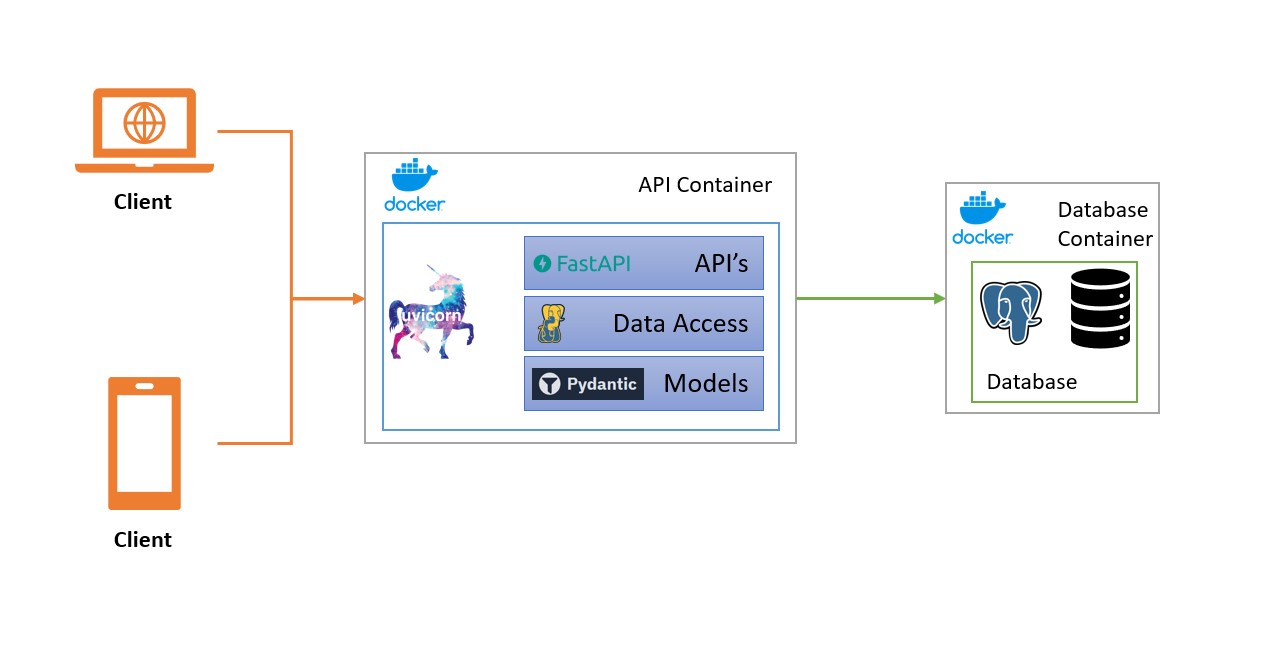 Client
Client
docker
API Container
uvicorn
FastAPI API’s
Data Access
Pydantic Models
docker
Database
Container
Database